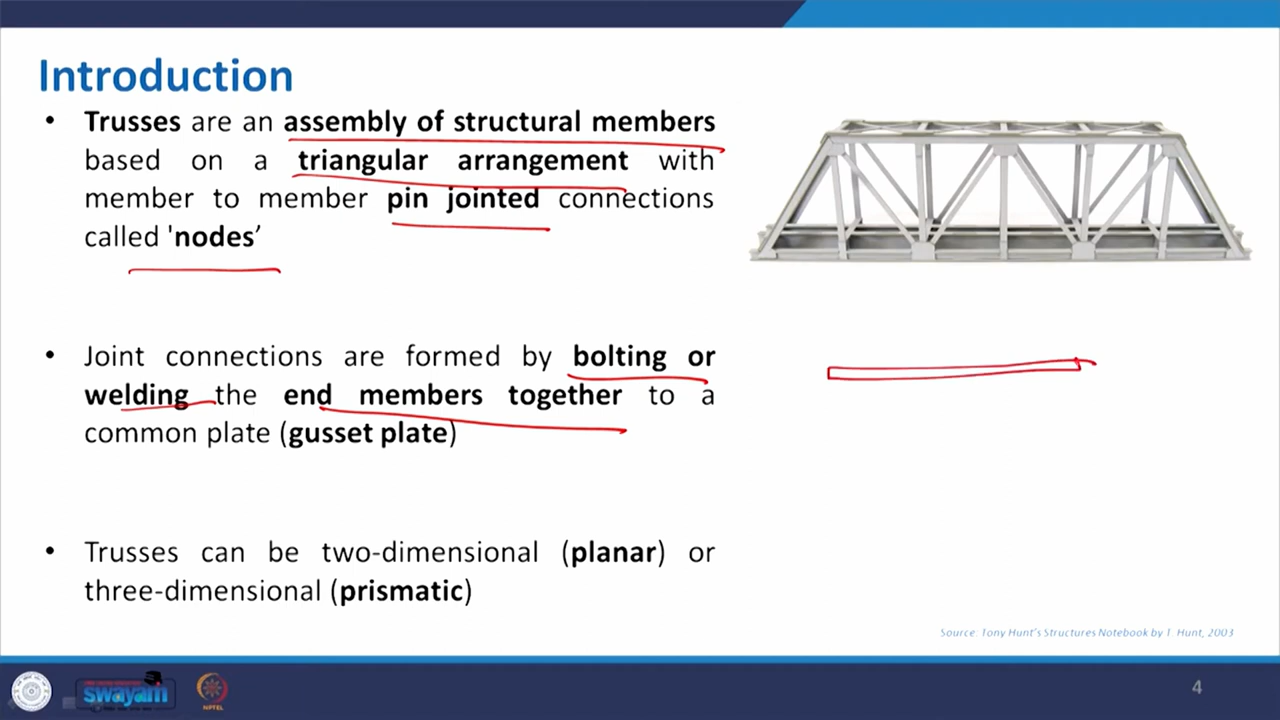 Introduction
• Trusses are an assembly of structural members
based on a triangular arrangement with
member to member pin jointed connections
called 'nodes’
• Joint connections are formed by bolting or
welding the end members together to a
common plate (gusset plate)
• Trusses can be two-dimensional (planar) or
three-dimensional (prismatic)
Source: Tony Hunt's Structures Notebook by T. Hunt, 2003
swayam
NPTEL
4